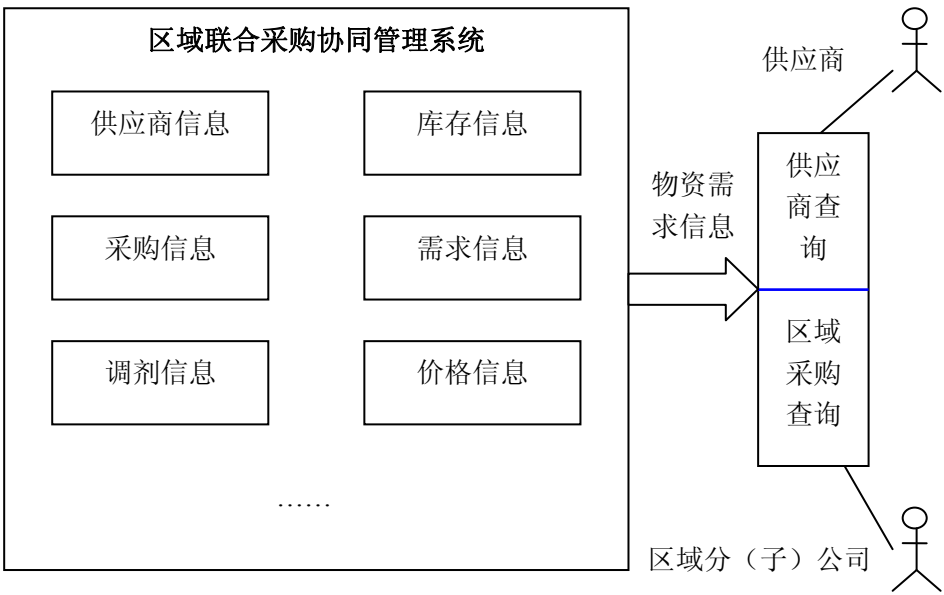 区域联合采购协同管理系统
供应商信息
库存信息
采购信息
需求信息
调剂信息
价格信息
……
物资需
求信息
供应商
供应
商查
询
区域
采购
查询
区域分（子）公司